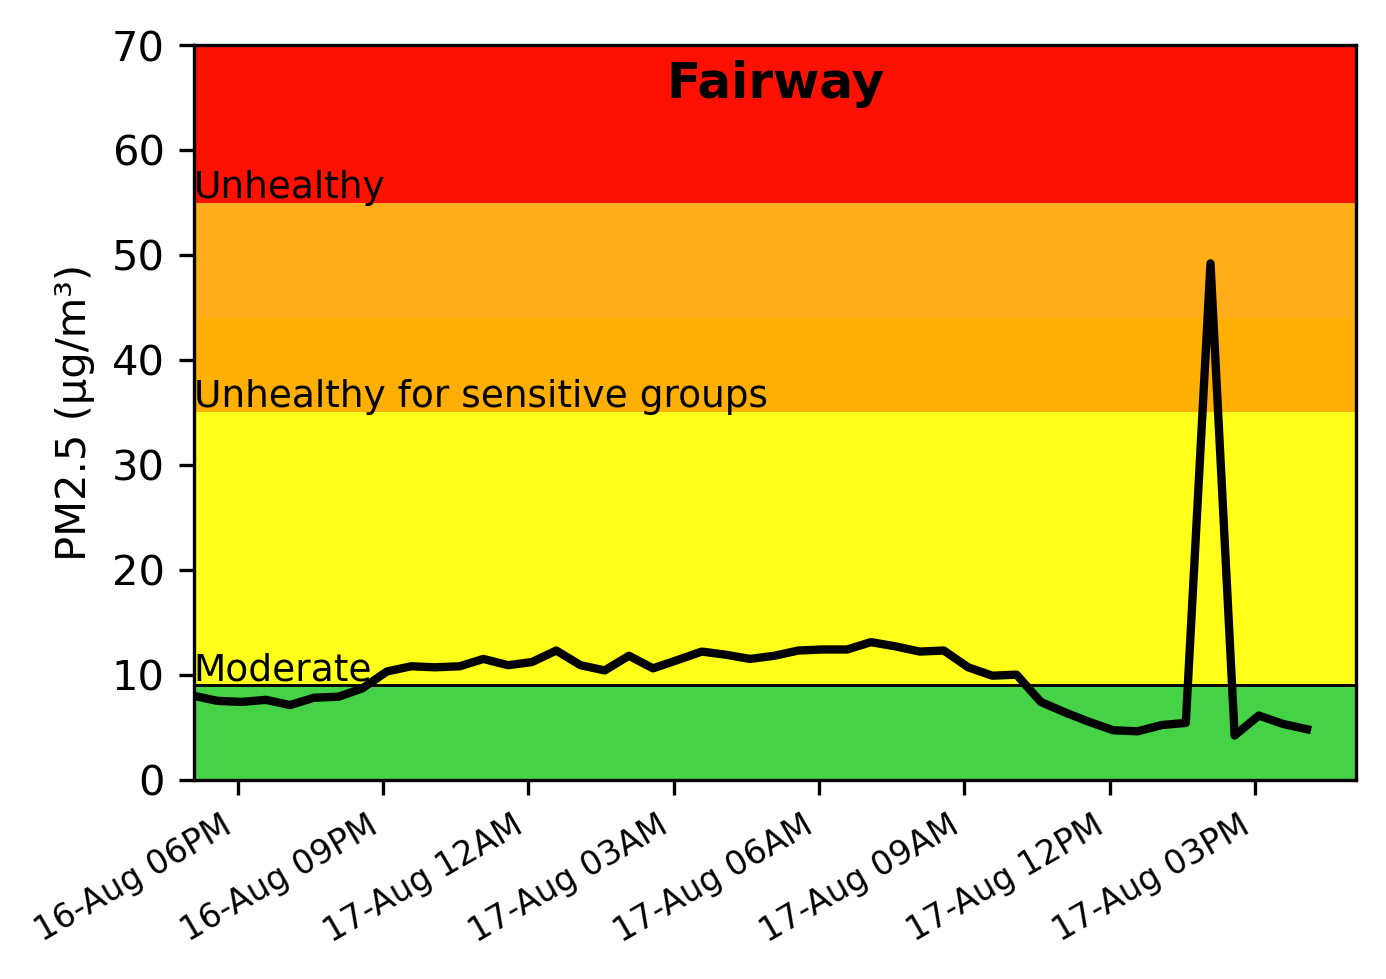 Fairway
PM2.5 (µg/m³)
70
60
50
40
30
20
10
0
Unhealthy
Unhealthy for sensitive groups
Moderate
16-Aug 06PM
16-Aug 09PM
17-Aug 12AM
17-Aug 03AM
17-Aug 06AM
17-Aug 09AM
17-Aug 12PM
17-Aug 03PM